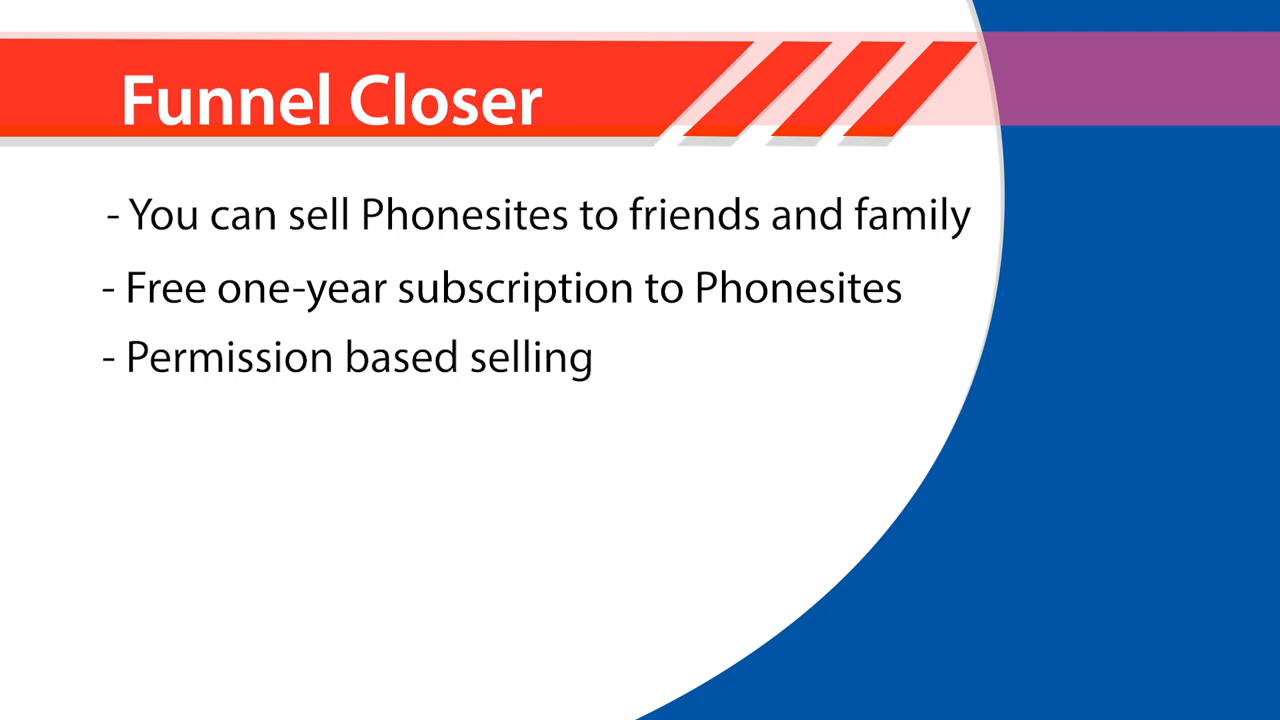 Funnel Closer
- You can sell Phonesites to friends and family
- Free one-year subscription to Phonesites
- Permission based selling